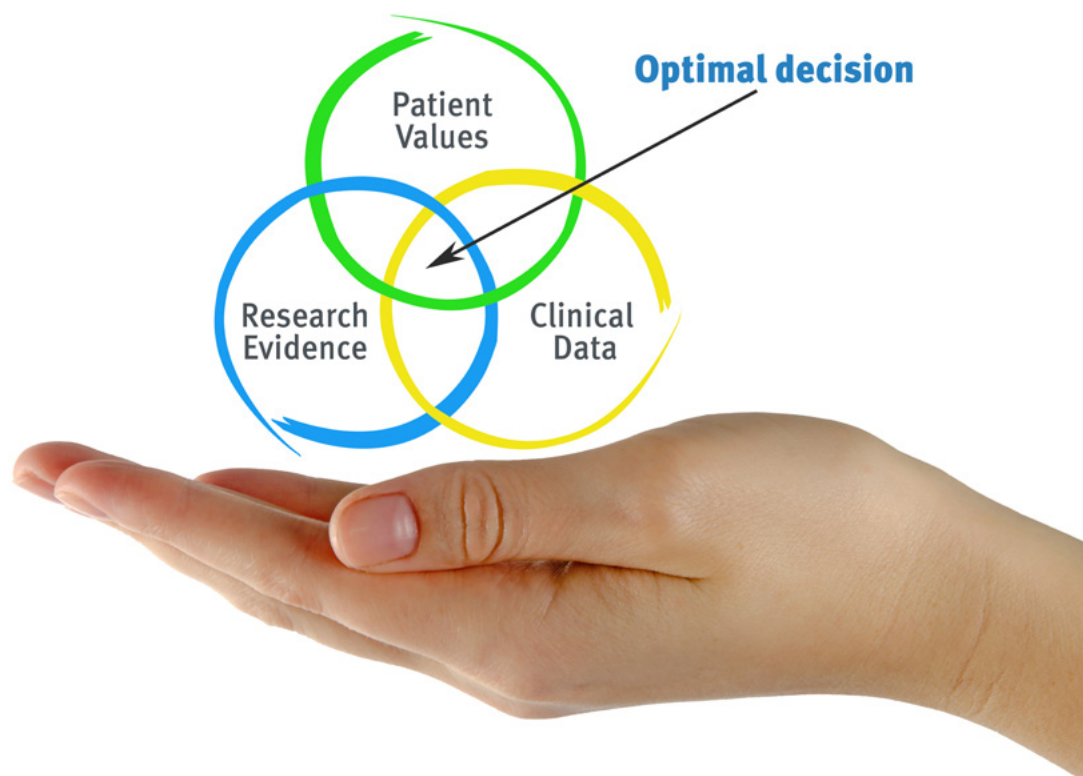 Optimal decision
Patient
Values
Research
Evidence
Clinical
Data